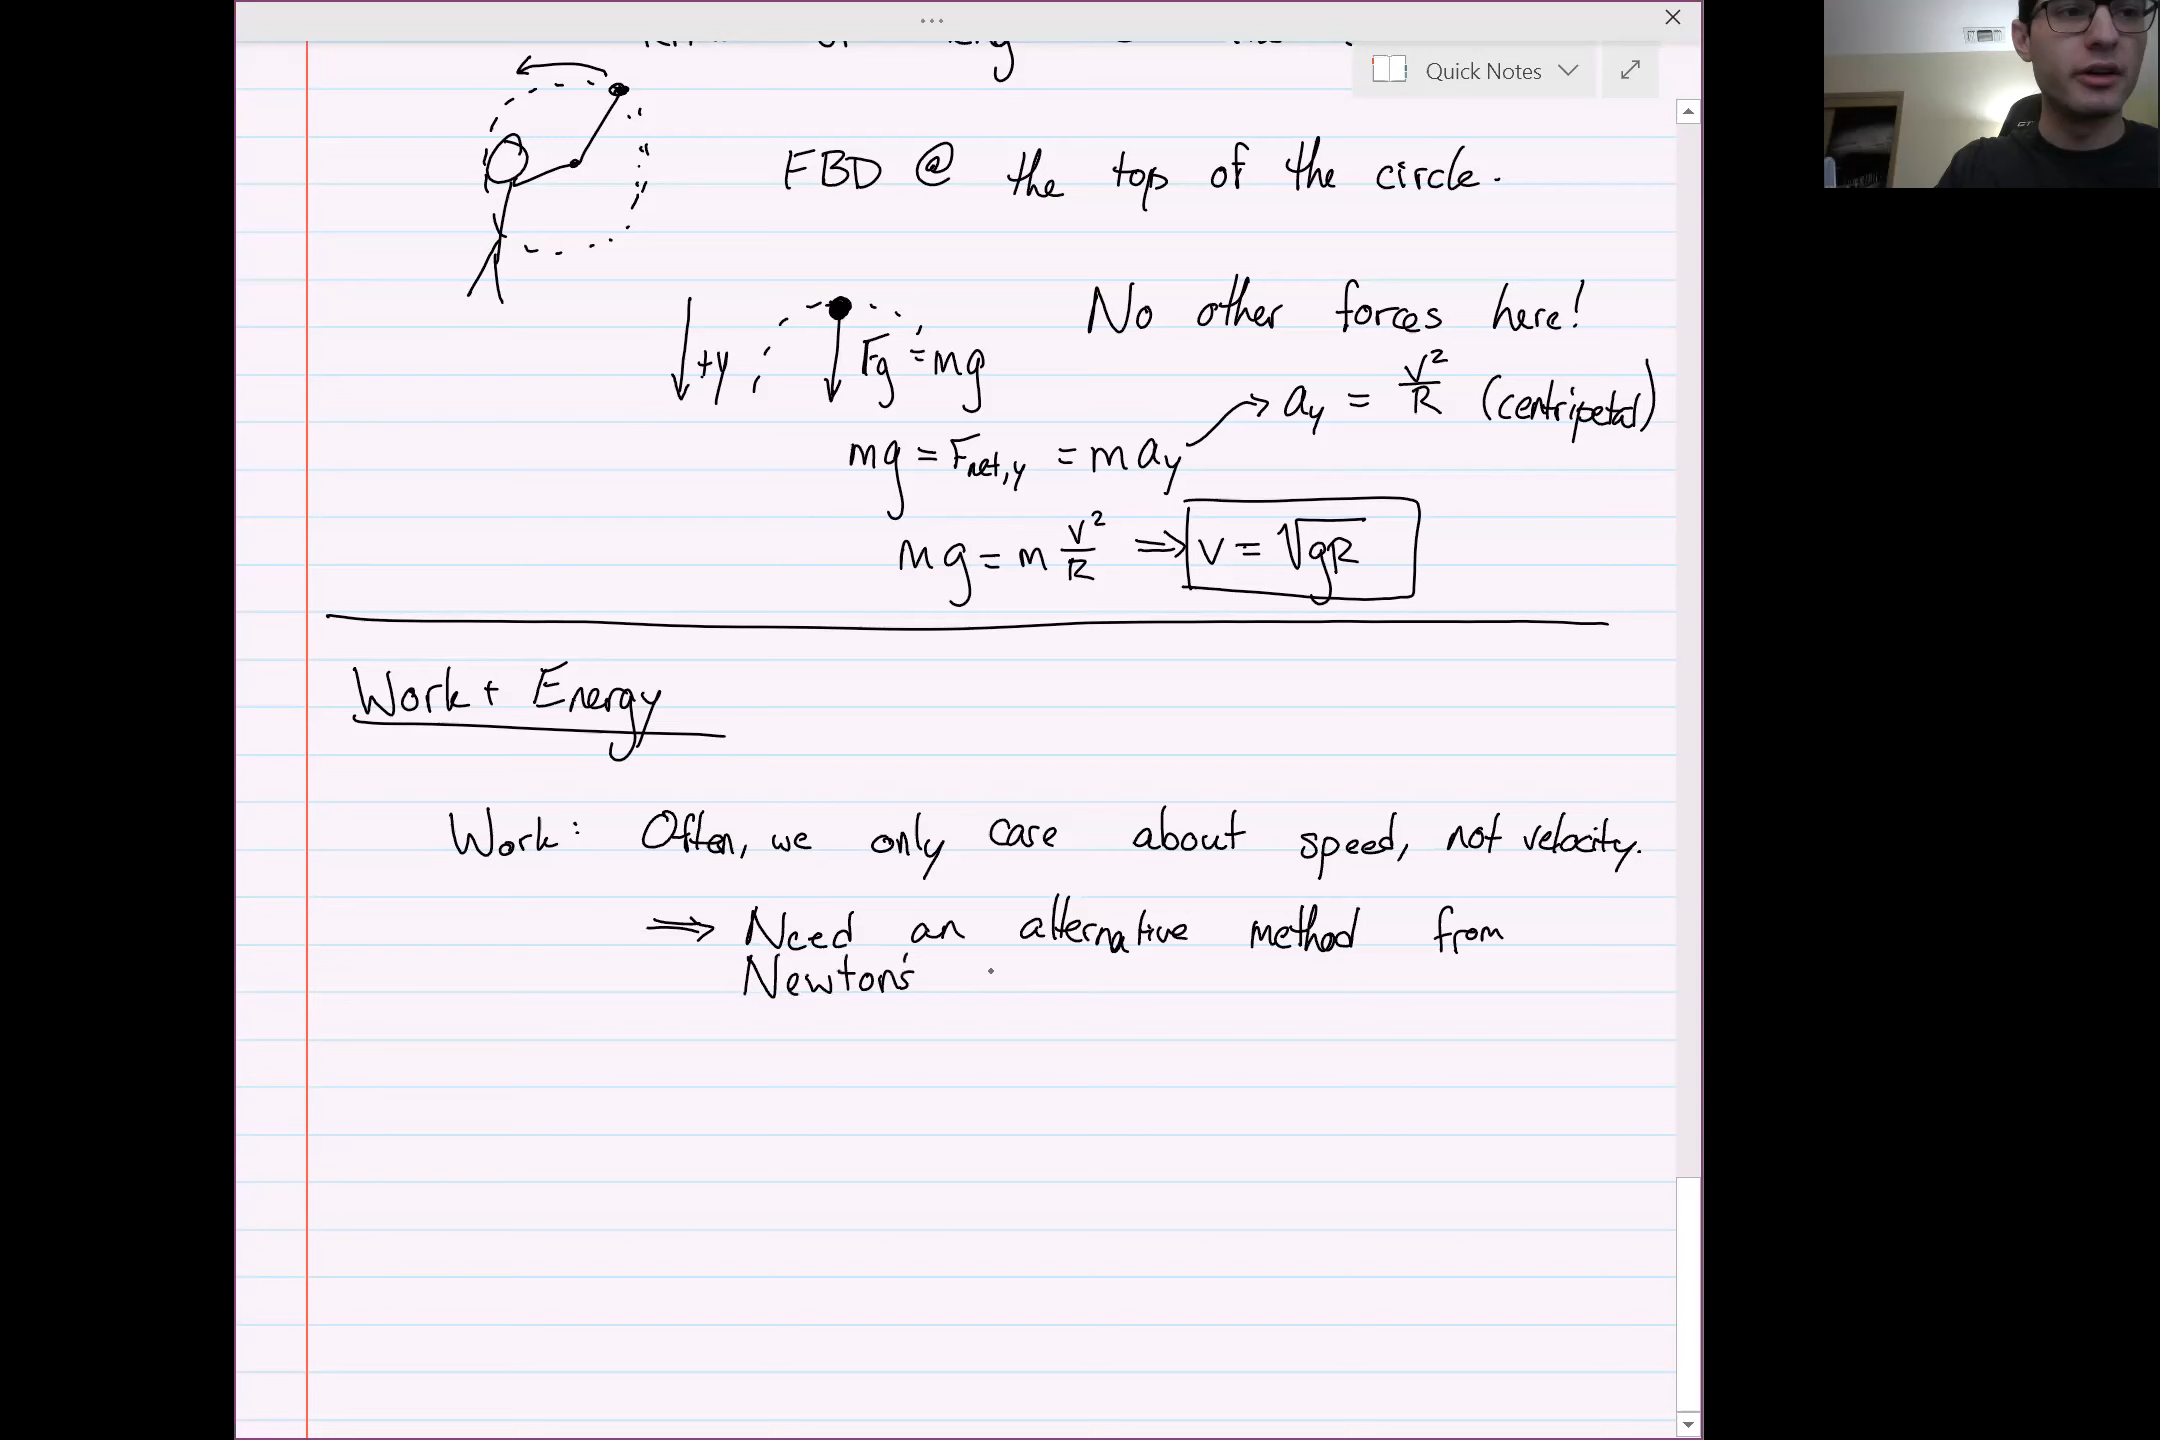 Quick Notes
FBD @ the top of the circle.
No other forces here!
+y
Fg = mg
ay = v²/R (centripetal)
mg = Fnet,y = may
mg = m v²/R ⇒ v = √gR
Work + Energy
Work: Often, we only care about speed, not velocity.
⇒ Need an alternative method from
Newton's